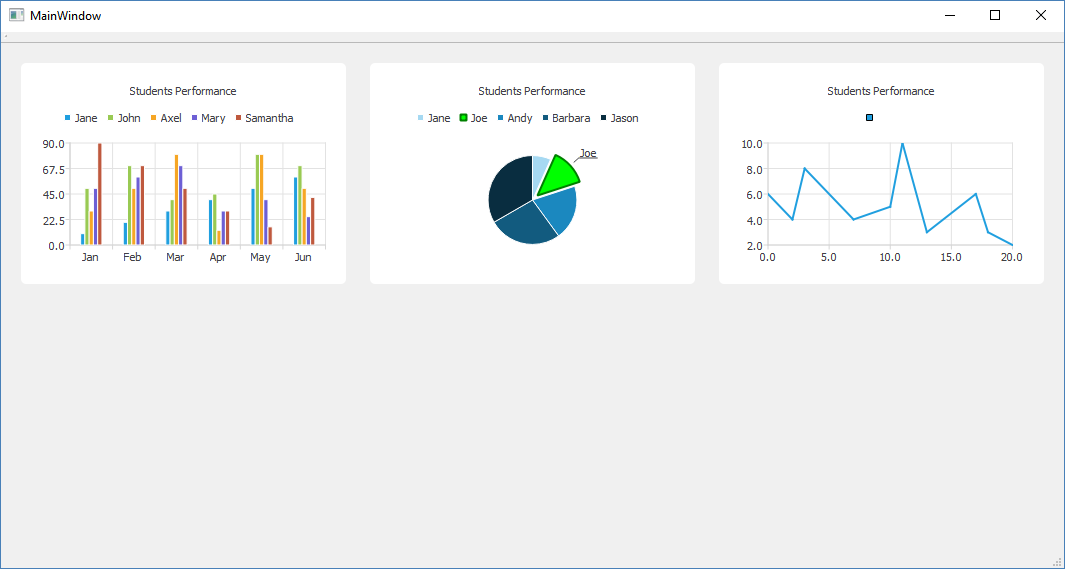 MainWindow
Students Performance
Jane John Axel Mary Samantha
90.0
67.5
45.0
22.5
0.0
Jan Feb Mar Apr May Jun
Students Performance
Jane Joe Andy Barbara Jason
Joe
Students Performance
10.0
8.0
6.0
4.0
2.0
0.0 5.0 10.0 15.0 20.0